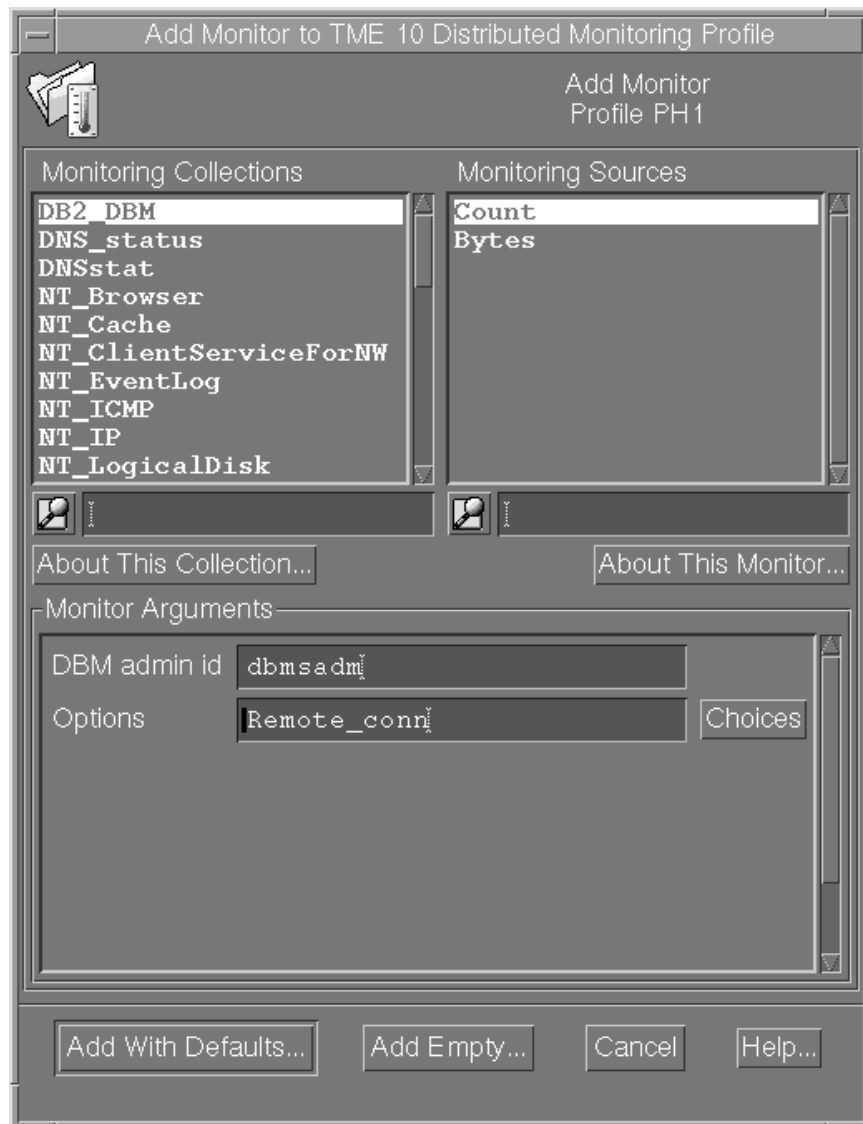 Add Monitor to TME 10 Distributed Monitoring Profile
Add Monitor
Profile PH1
Monitoring Collections
Monitoring Sources
DB2_DBM
DNS_status
DNSstat
NT_Browser
NT_Cache
NT_ClientServiceForNW
NT_EventLog
NT_ICMP
NT_IP
NT_LogicalDisk
Count
Bytes
About This Collection...
About This Monitor...
Monitor Arguments
DBM admin id dbmsadm
Options Remote_conn Choices
Add With Defaults... Add Empty... Cancel Help...